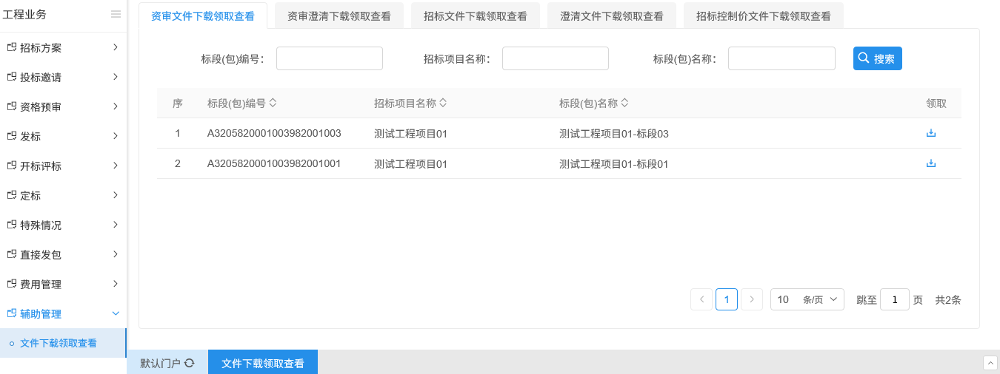 工程业务
招标方案
投标邀请
资格预审
发标
开标评标
定标
特殊情况
直接发包
费用管理
辅助管理
文件下载领取查看
资审文件下载领取查看 资审澄清下载领取查看 招标文件下载领取查看 澄清文件下载领取查看 招标控制价文件下载领取查看
标段(包)编号： 招标项目名称： 标段(包)名称： 搜索
序 标段(包)编号 招标项目名称 标段(包)名称 领取
1 A3205820001003982001003 测试工程项目01 测试工程项目01-标段03
2 A3205820001003982001001 测试工程项目01 测试工程项目01-标段01
1 10 条/页 跳至 1 页 共2条
默认门户 文件下载领取查看